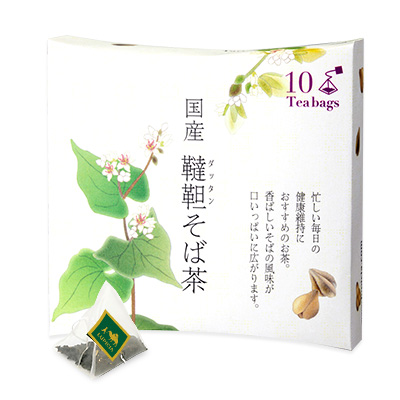 10
Teabags
国産
ダッタン
韃靼そば茶
忙しい毎日の
健康維持に
おすすめのお茶。
香ばしいそばの風味が
口いっぱいに広がります。
LUPICIA